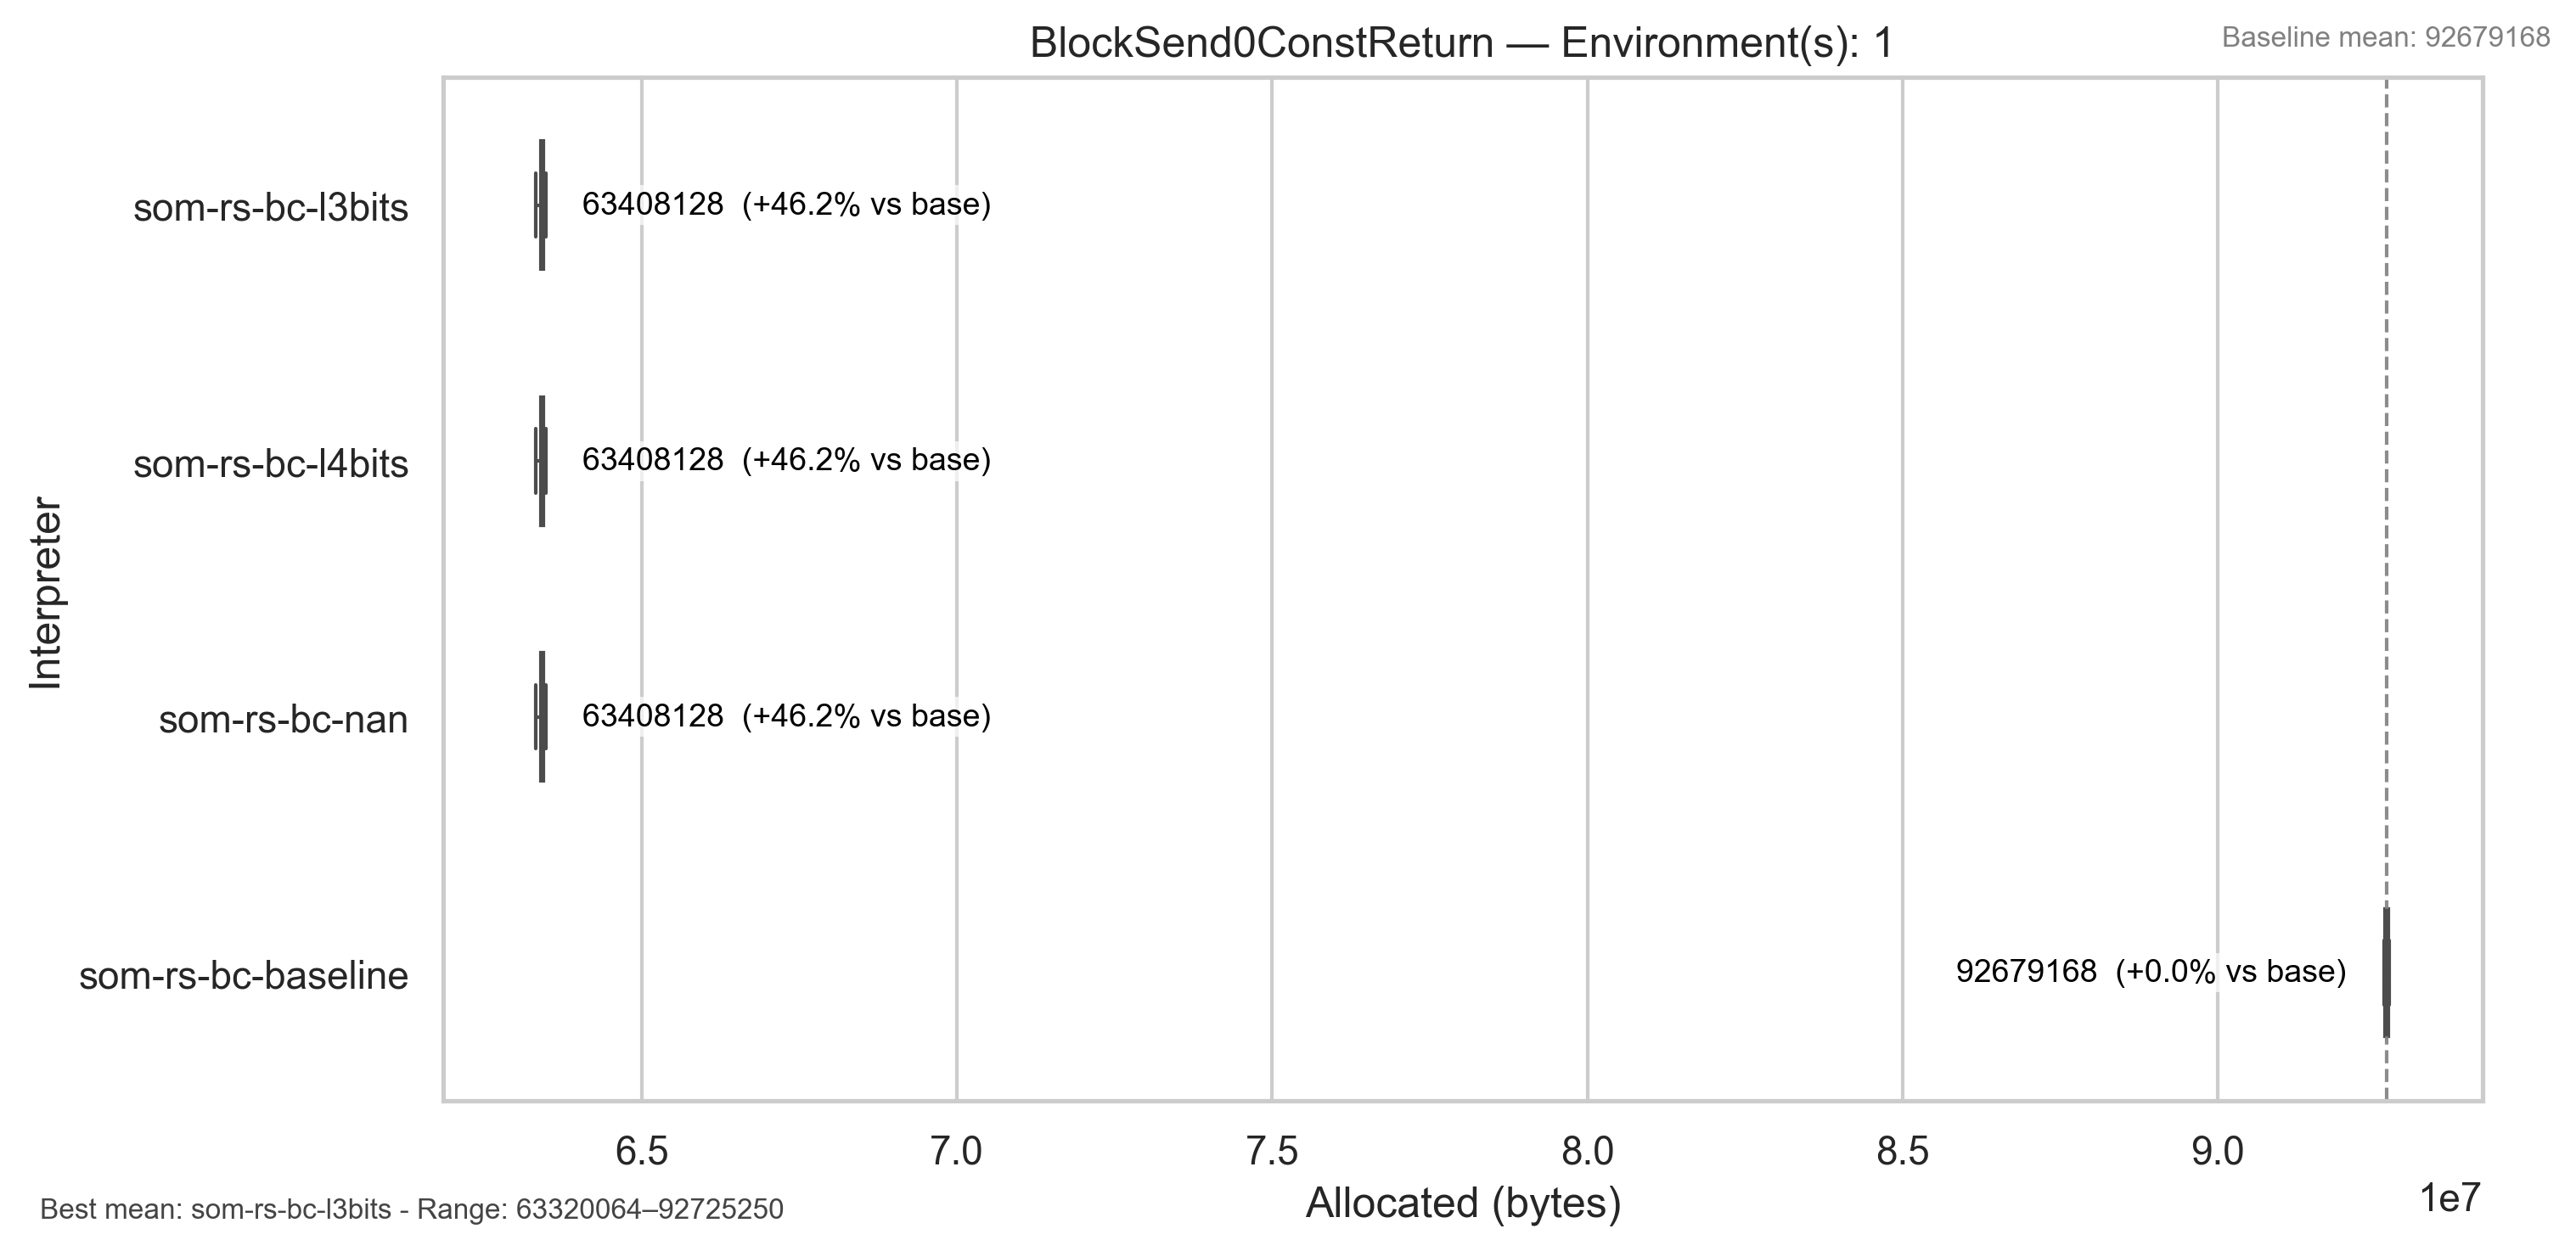 BlockSend0ConstReturn — Environment(s): 1
Baseline mean: 92679168
Interpreter
som-rs-bc-l3bits
63408128 (+46.2% vs base)
som-rs-bc-l4bits
63408128 (+46.2% vs base)
som-rs-bc-nan
63408128 (+46.2% vs base)
som-rs-bc-baseline
92679168 (+0.0% vs base)
6.5 7.0 7.5 8.0 8.5 9.0
1e7
Allocated (bytes)
Best mean: som-rs-bc-l3bits - Range: 63320064–92725250